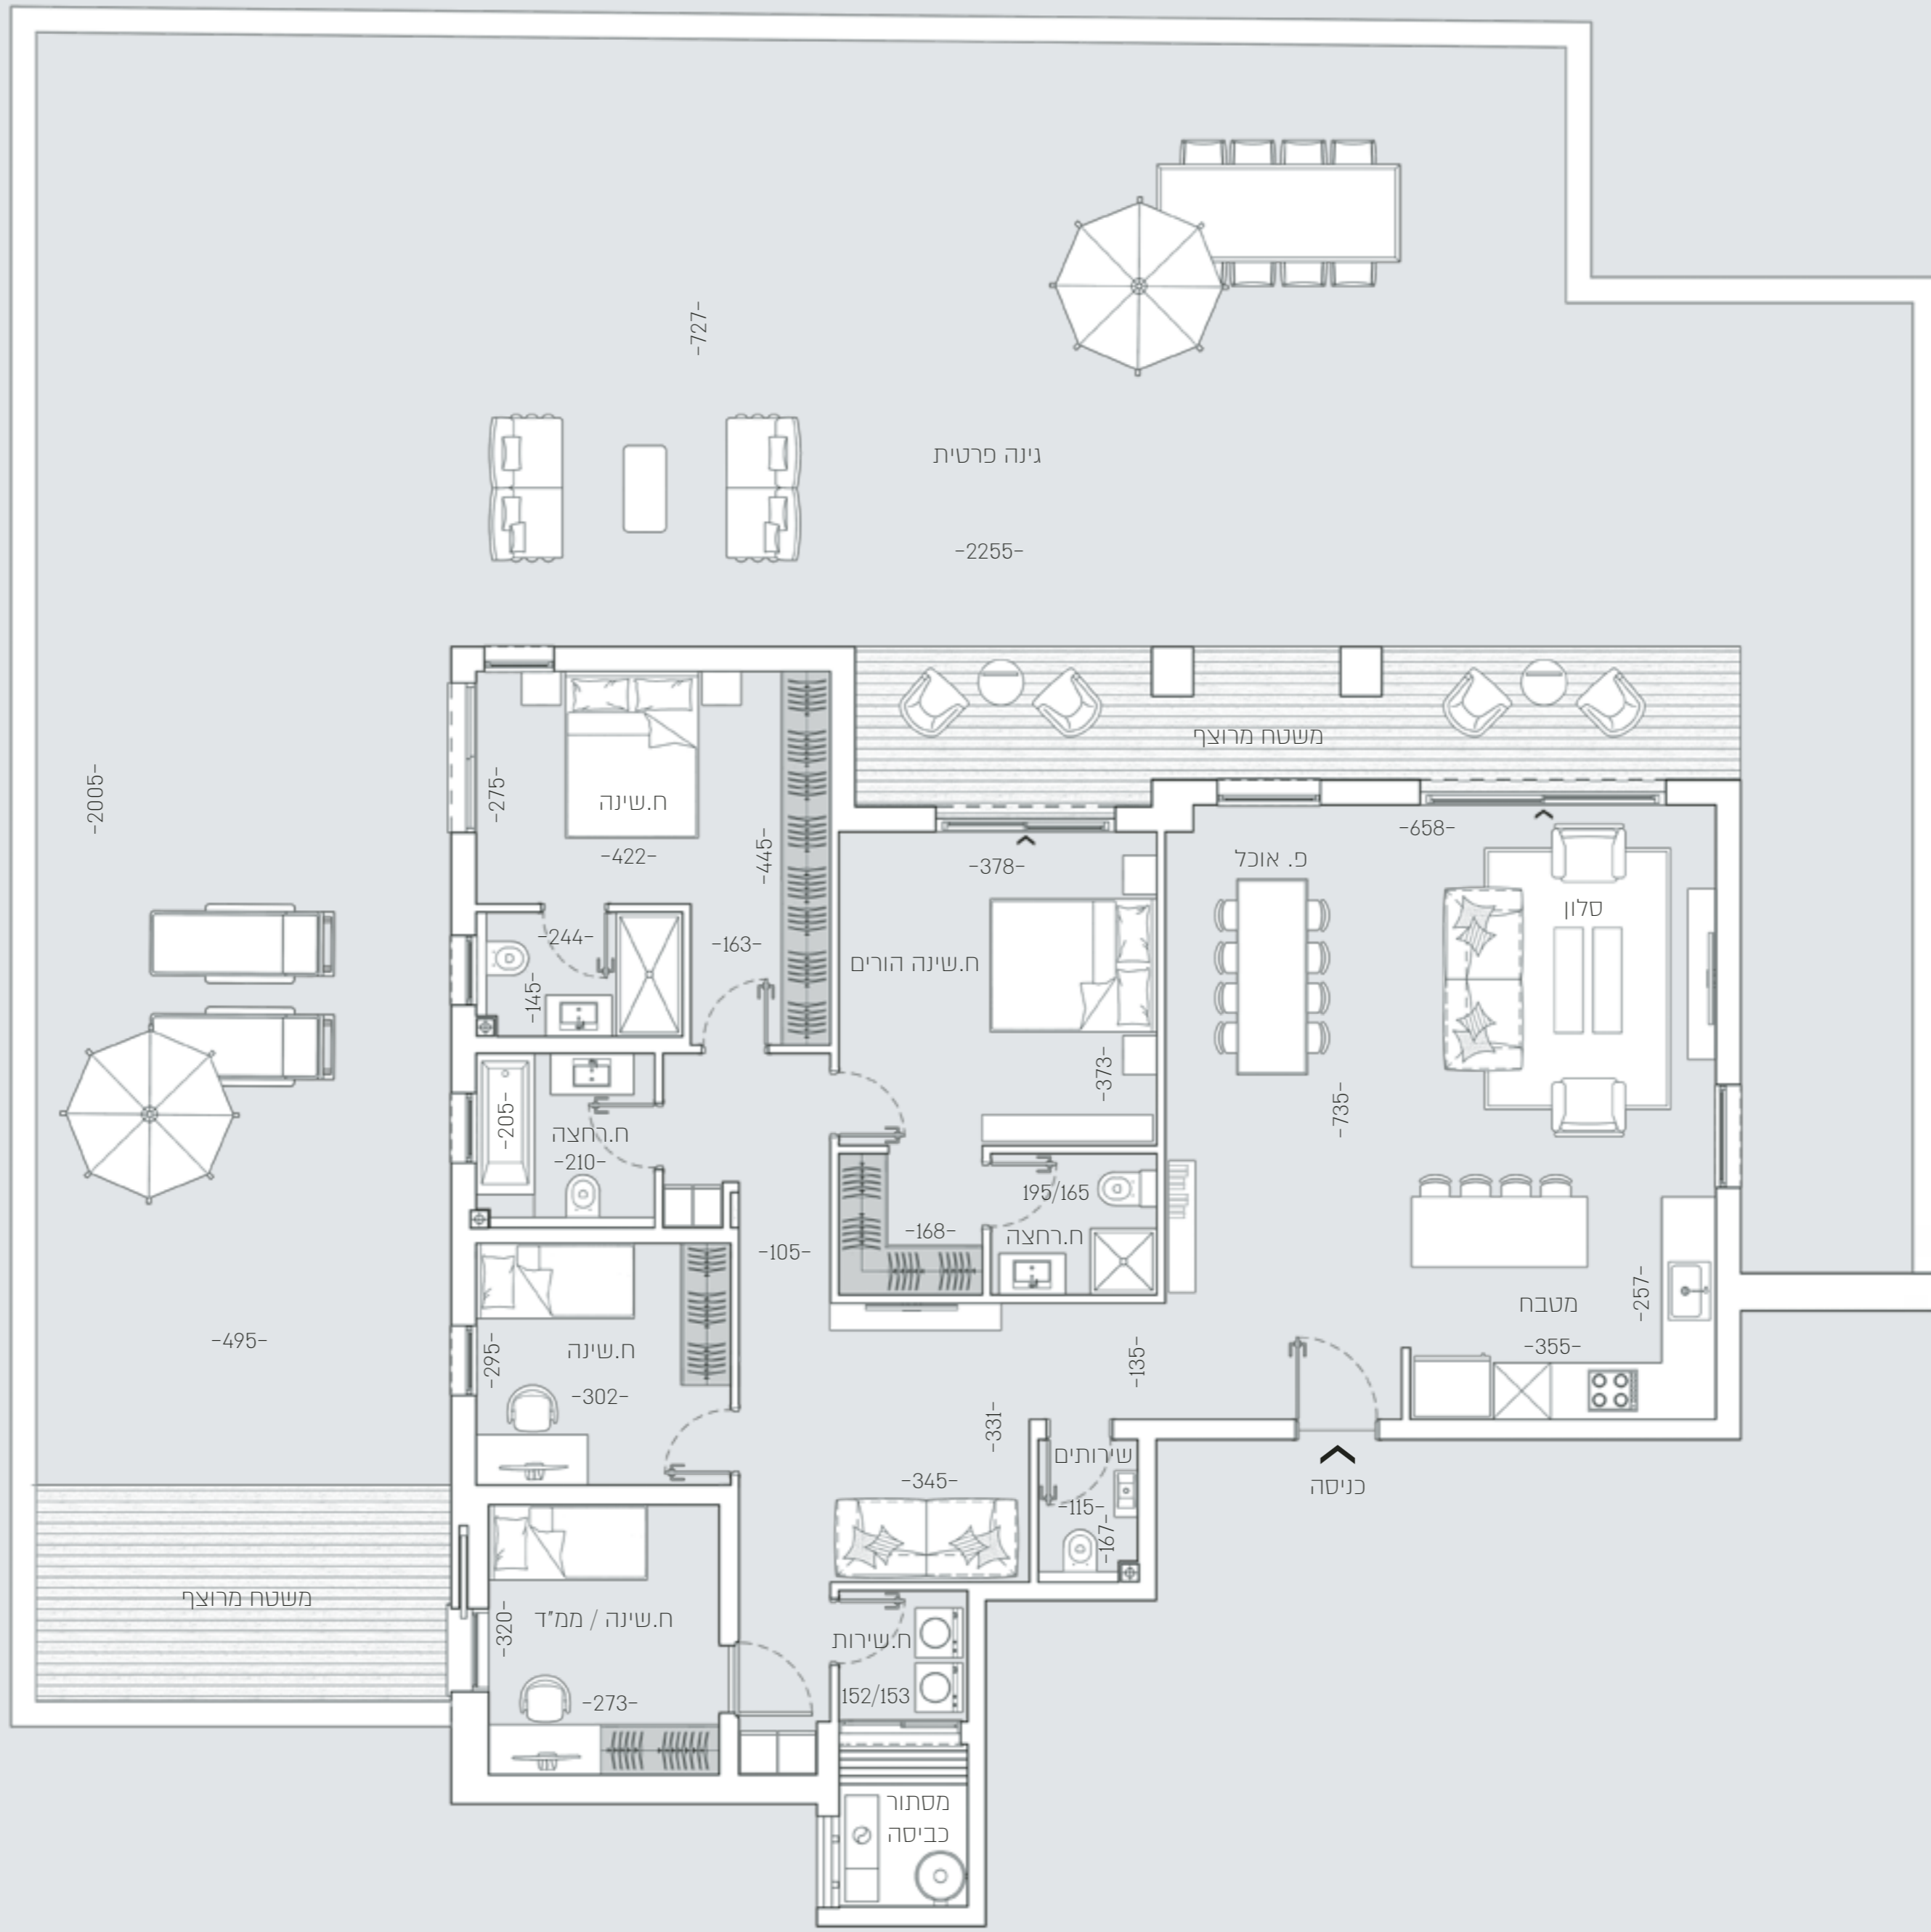 -727-
גינה פרטית
-2255-
-2005-
משטח מרוצף
-275-
ח.שינה
-422-
-445-
-658-
-378-
פ. אוכל
סלון
-244-
-163-
-145-
ח.שינה הורים
-373-
-735-
-205-
ח.רחצה
-210-
195/165
ח.רחצה
-168-
-105-
-257-
מטבח
-355-
-495-
-295-
ח.שינה
-302-
-135-
-331-
-345-
שירותים
-115-
-167-
כניסה
משטח מרוצף
-320-
ח.שינה / ממ"ד
-273-
ח.שירות
152/153
מסתור
כביסה